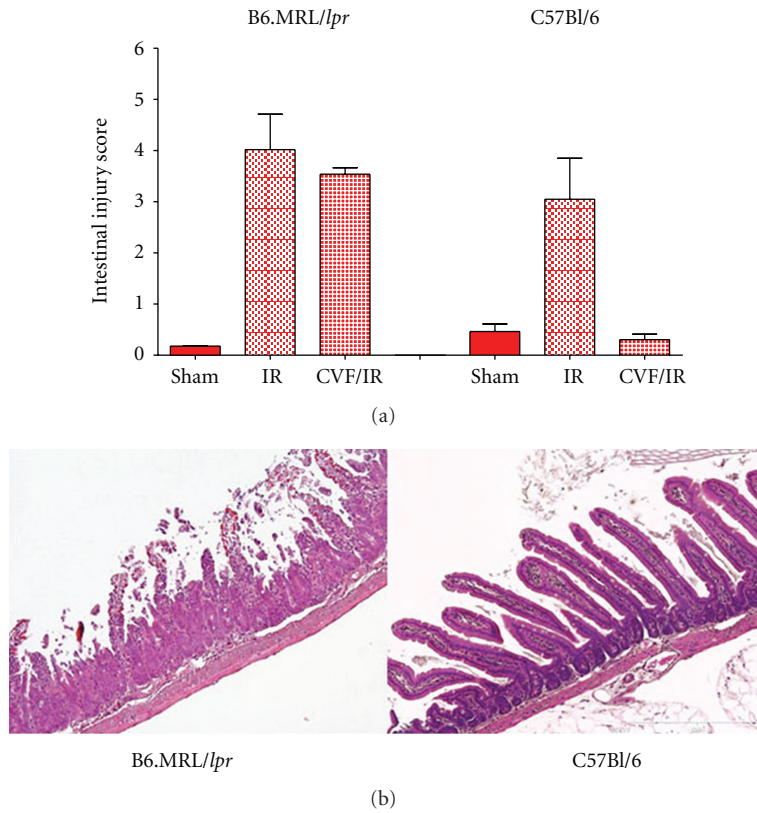 B6.MRL/lpr C57Bl/6
6
5
4
3
2
1
0
Intestinal injury score
Sham IR CVF/IR Sham IR CVF/IR
(a)
B6.MRL/lpr C57Bl/6
(b)